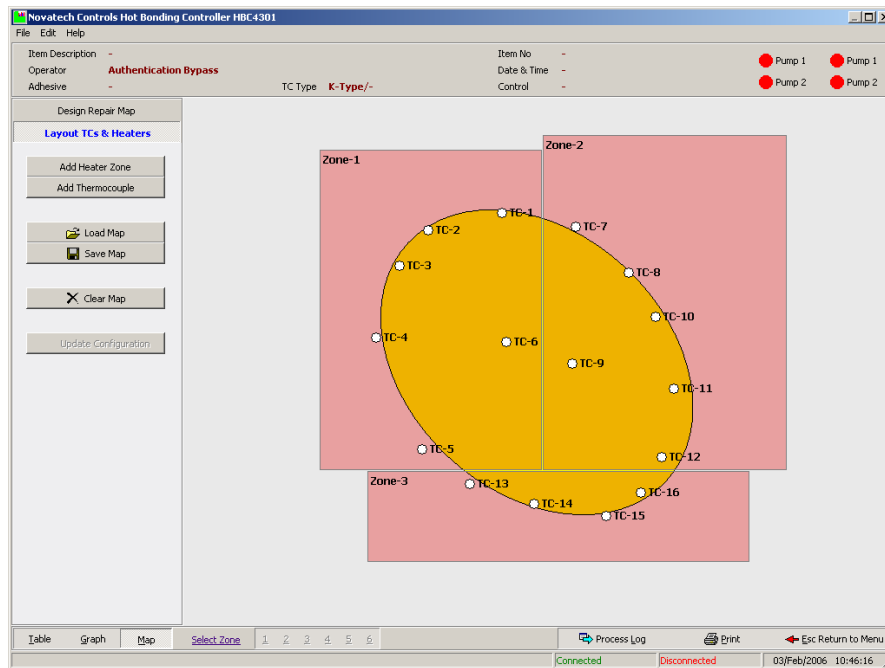 Novatech Controls Hot Bonding Controller HBC4301
File Edit Help
Item Description - Item No -
Operator Authentication Bypass Date & Time -
Adhesive - TC Type K-Type/- Control -
Pump 1 Pump 1
Pump 2 Pump 2
Design Repair Map
Layout TCs & Heaters
Add Heater Zone
Add Thermocouple
Load Map
Save Map
Clear Map
Update Configuration
Zone-1
Zone-2
TC-1
TC-2
TC-7
TC-3
TC-8
TC-10
TC-4
TC-6
TC-9
TC-11
TC-5
TC-12
Zone-3
TC-13
TC-16
TC-14
TC-15
Table Graph Map Select Zone 1 2 3 4 5 6 Process Log Print Esc Return to Menu
Connected Disconnected 03/Feb/2006 10:46:16